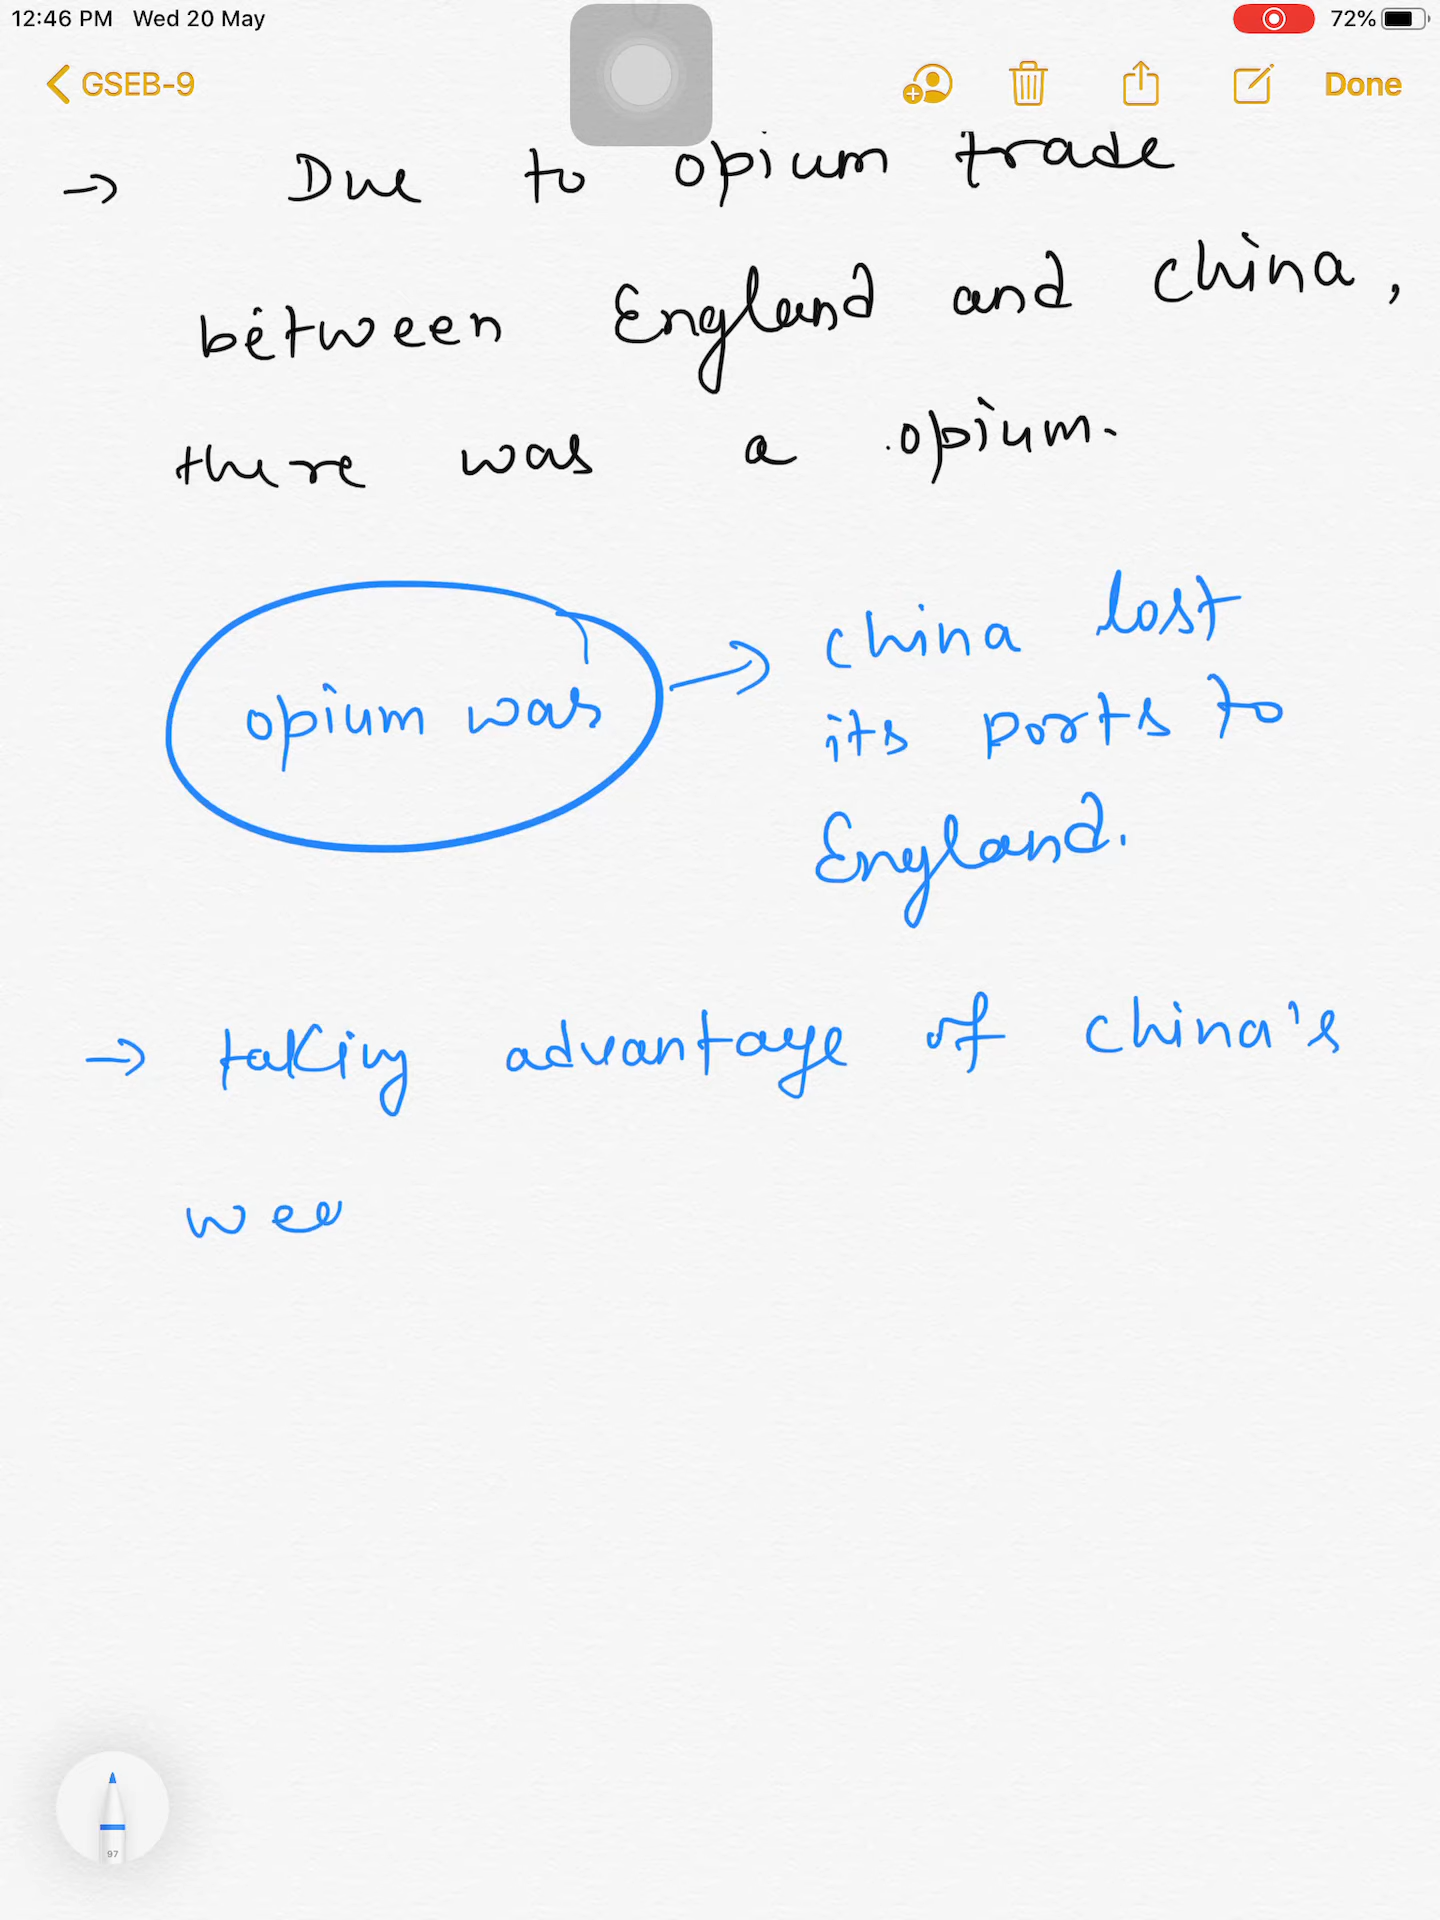 12:46 PM Wed 20 May
72%
GSEB-9
Done
→ Due to opium trade
between England and china,
there was a opium.
opium was → china lost
its ports to
England.
→ taking advantage of china's
wee
97